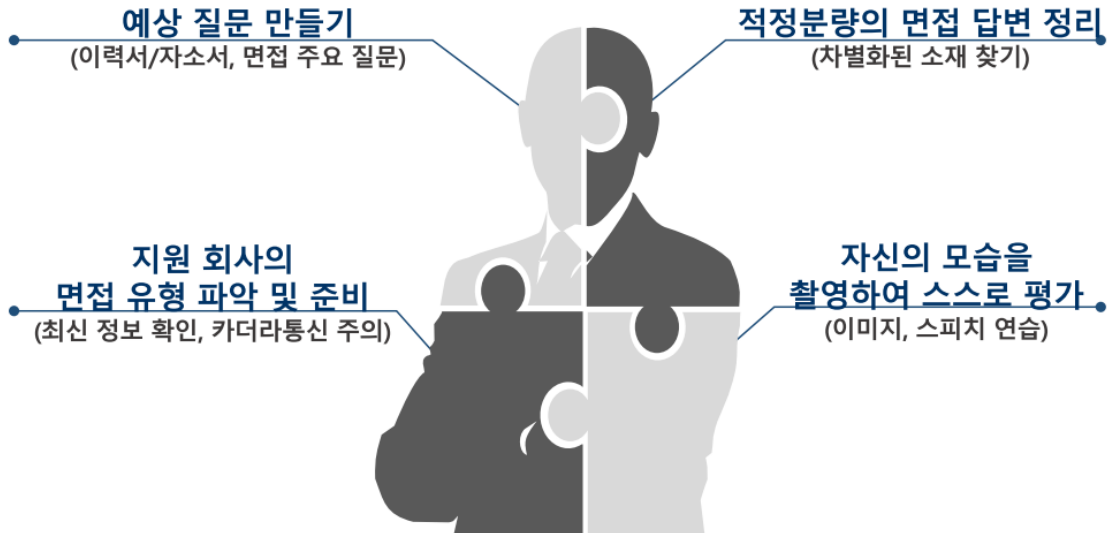 예상 질문 만들기
(이력서/자소서, 면접 주요 질문)
적정분량의 면접 답변 정리
(차별화된 소재 찾기)
지원 회사의
면접 유형 파악 및 준비
(최신 정보 확인, 카더라통신 주의)
자신의 모습을
촬영하여 스스로 평가
(이미지, 스피치 연습)